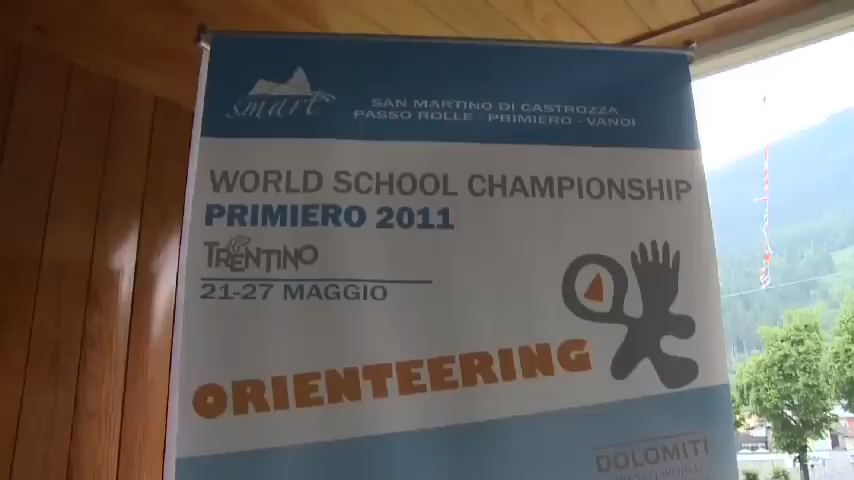 s.mart
SAN MARTINO DI CASTROZZA
PASSO ROLLE - PRIMIERO - VANOI
WORLD SCHOOL CHAMPIONSHIP
PRIMIERO 2011
TRENTINO
21-27 MAGGIO
ORIENTEERING
DOLOMITI